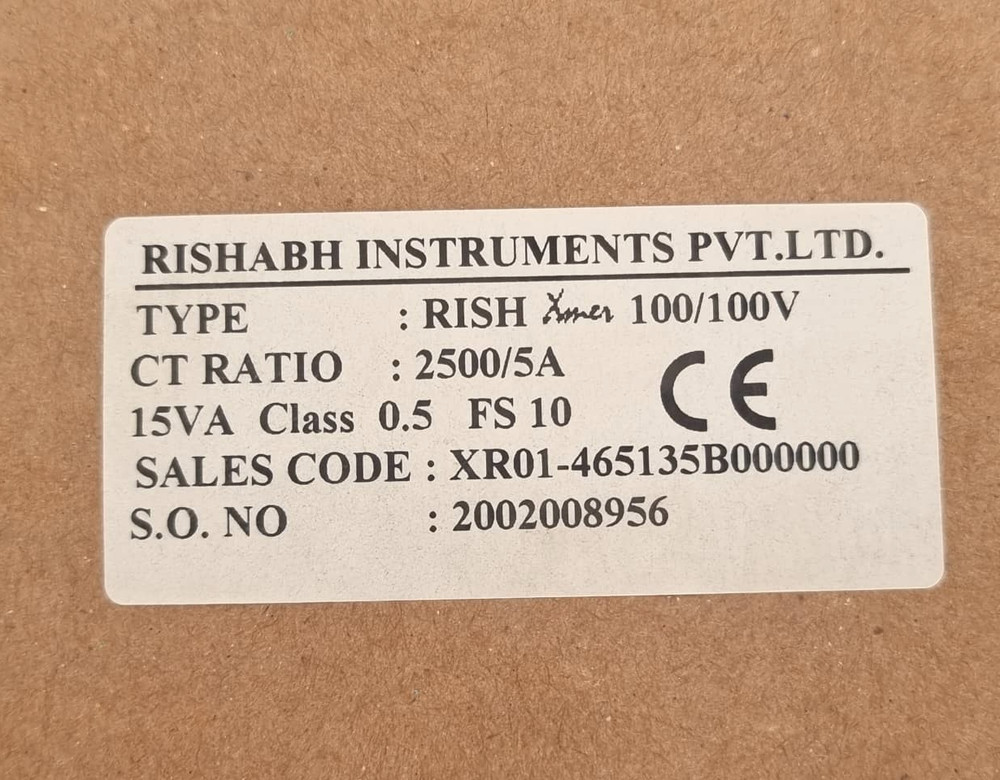 RISHABH INSTRUMENTS PVT.LTD.
TYPE : RISH Xmer 100/100V
CT RATIO : 2500/5A
CE
15VA Class 0.5 FS 10
SALES CODE : XR01-465135B000000
S.O. NO : 2002008956